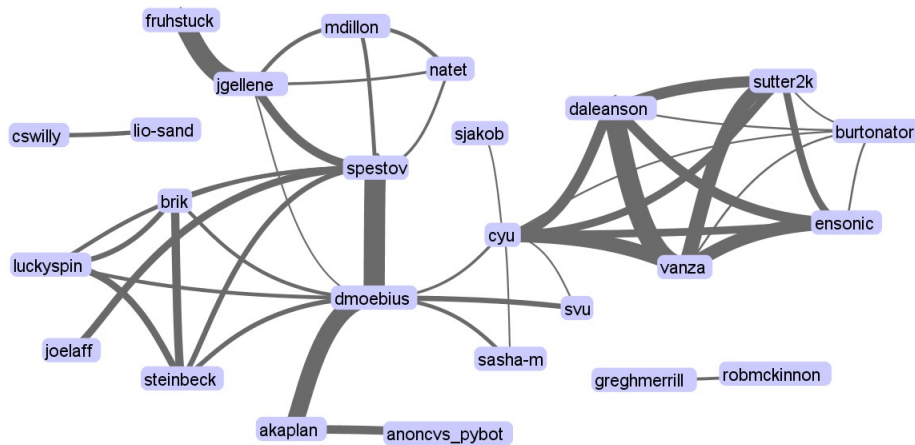 fruhstuck
mdillon
jgellene
natet
sutter2k
daleanson
burtonator
cswilly
lio-sand
sjakob
spestov
brik
ensonic
cyu
luckyspin
vanza
dmoebius
svu
joelaff
sasha-m
steinbeck
greghmerrill
robmckinnon
akaplan
anoncvs_pybot